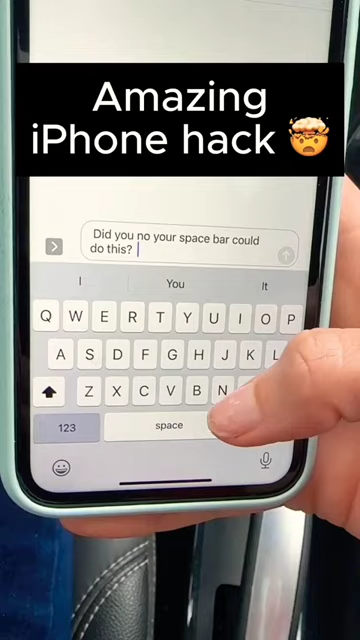 Amazing
iPhone hack 🤯
Did you no your space bar could
do this?
I You It
Q W E R T Y U I O P
A S D F G H J K L
Z X C V B N
123 space